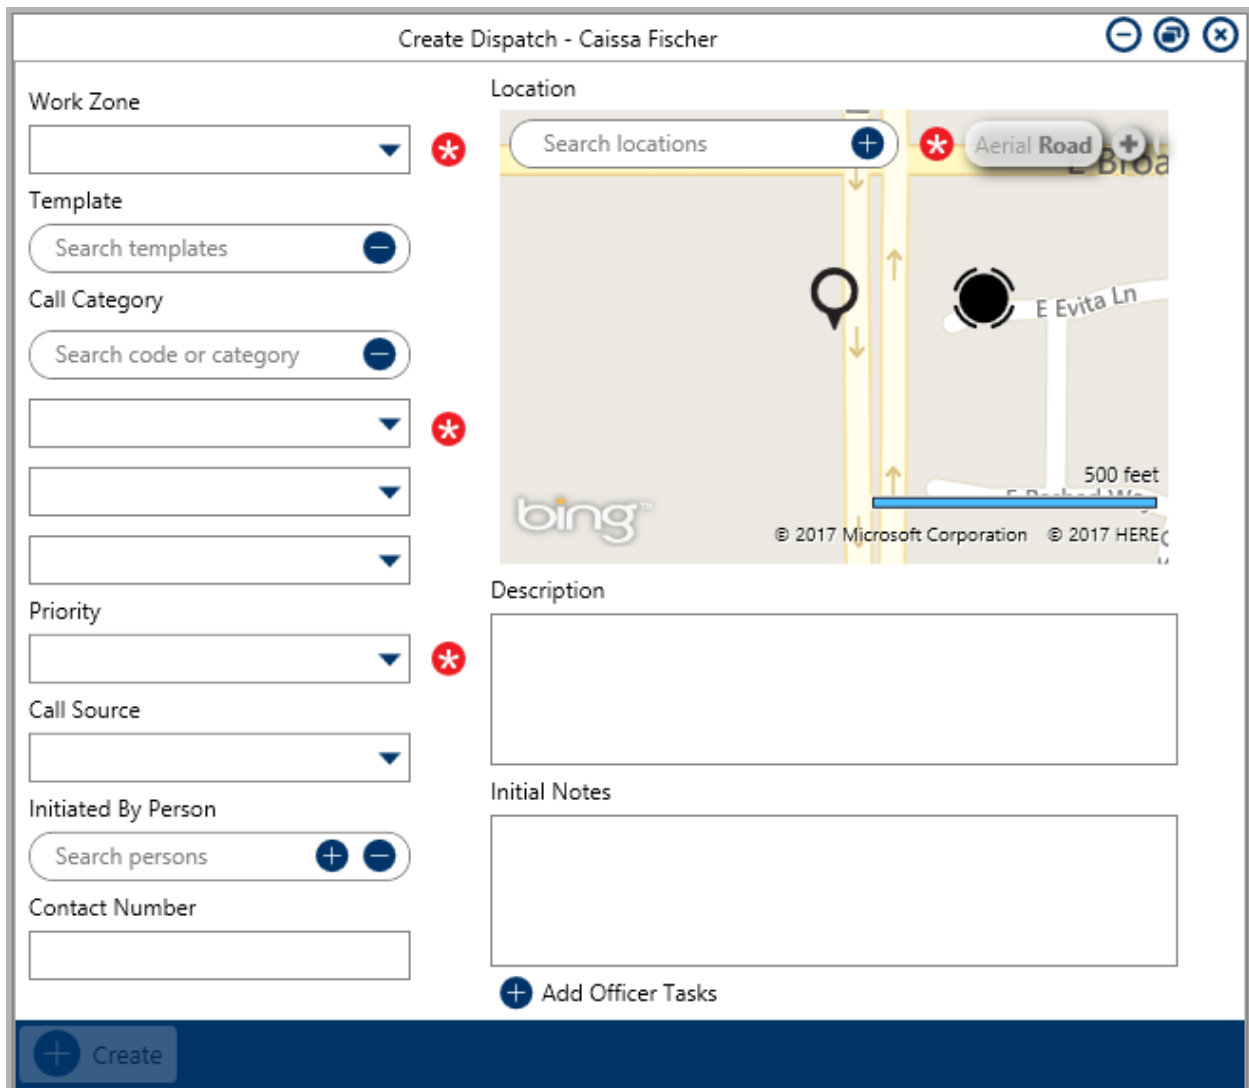 Create Dispatch - Caissa Fischer
Work Zone
Template
Search templates
Call Category
Search code or category
Priority
Call Source
Initiated By Person
Search persons
Contact Number
Location
Search locations
Aerial Road
E Broa
E Evita Ln
500 feet
bing™
© 2017 Microsoft Corporation © 2017 HERE
Description
Initial Notes
Add Officer Tasks
Create